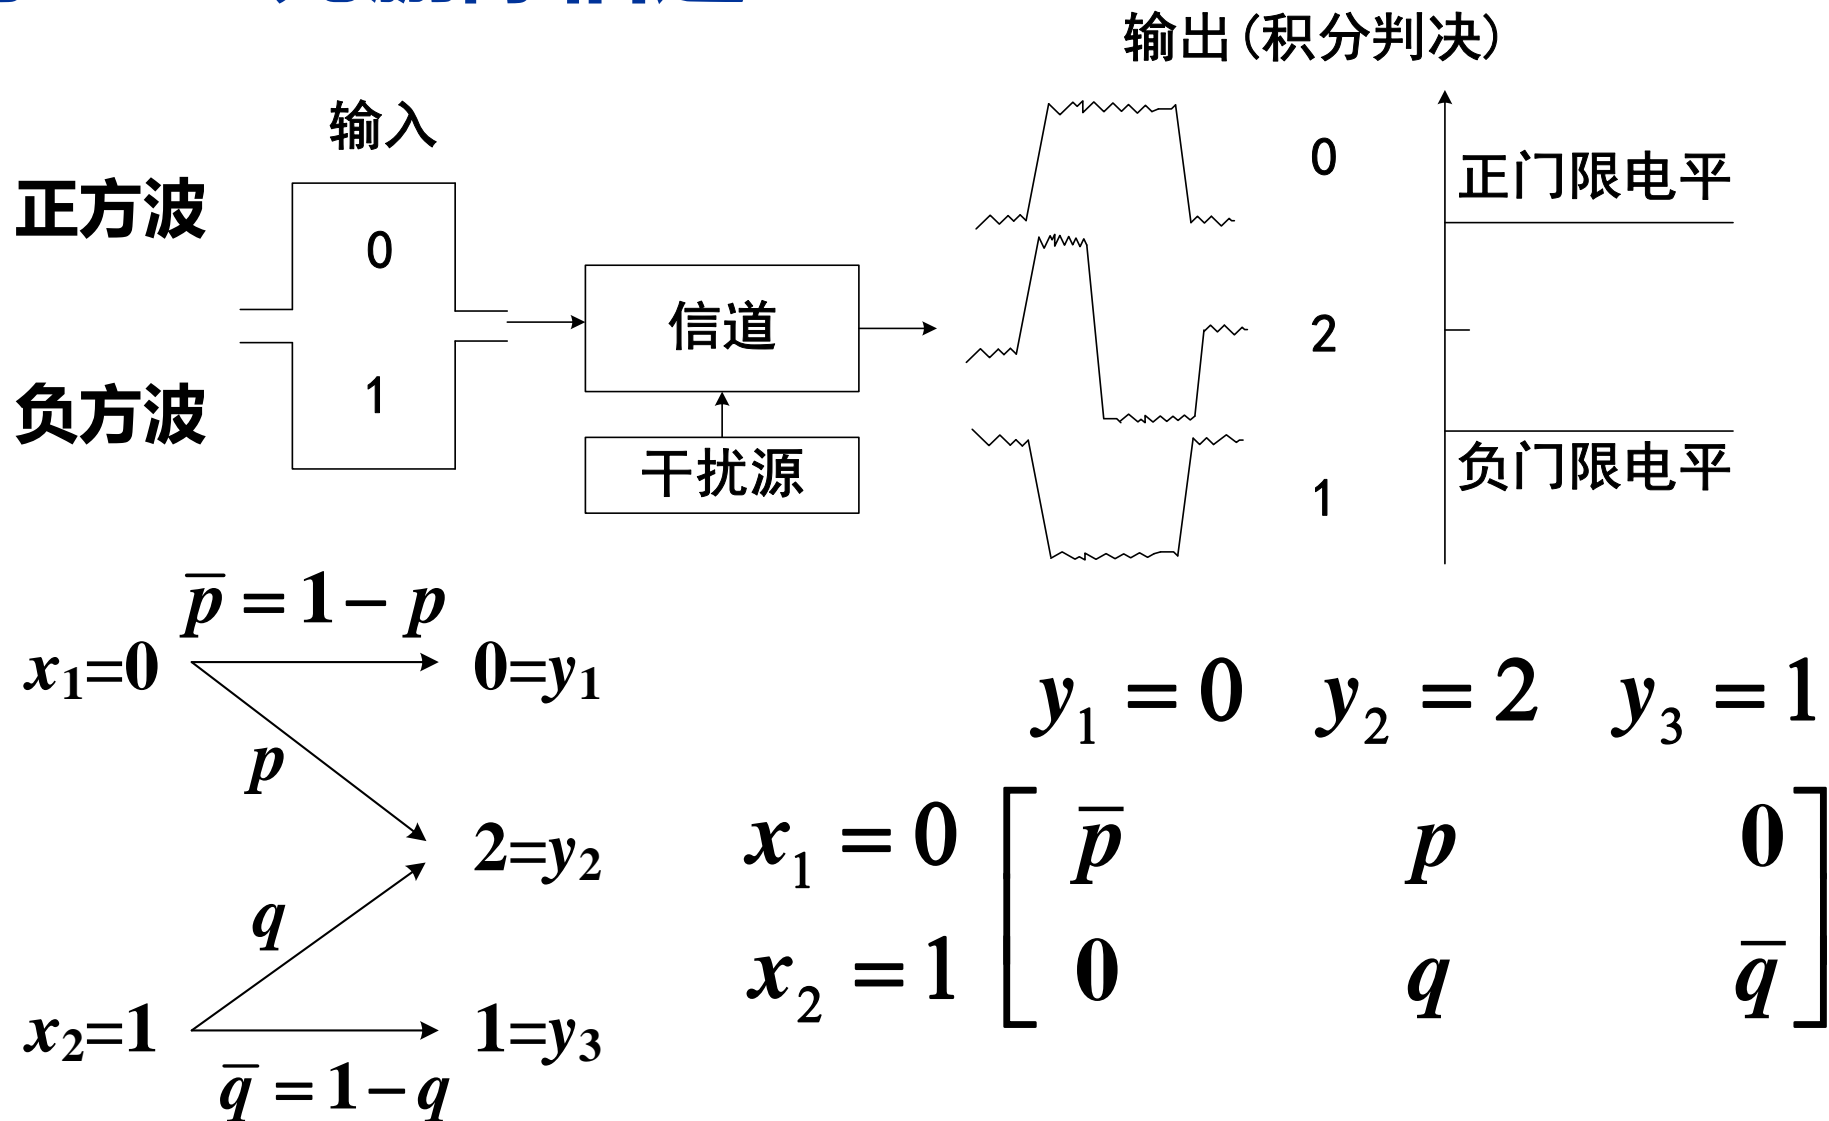 输出(积分判决)
输入
正方波
0
负方波
1
信道
干扰源
0
2
1
正门限电平
负门限电平
p̅ = 1 − p
x₁=0
0=y₁
p
2=y₂
q
x₂=1
1=y₃
q̅ = 1 − q
y₁ = 0 y₂ = 2 y₃ = 1
x₁ = 0 [ p̅ p 0 ]
x₂ = 1 [ 0 q q̅ ]